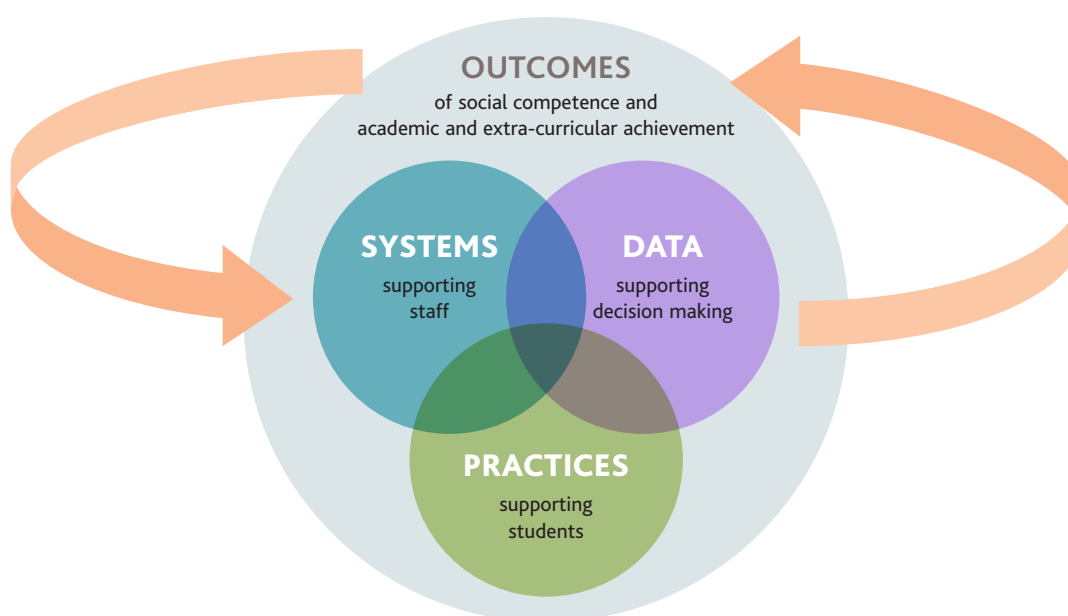 OUTCOMES
of social competence and
academic and extra-curricular achievement
SYSTEMS
supporting
staff
DATA
supporting
decision making
PRACTICES
supporting
students